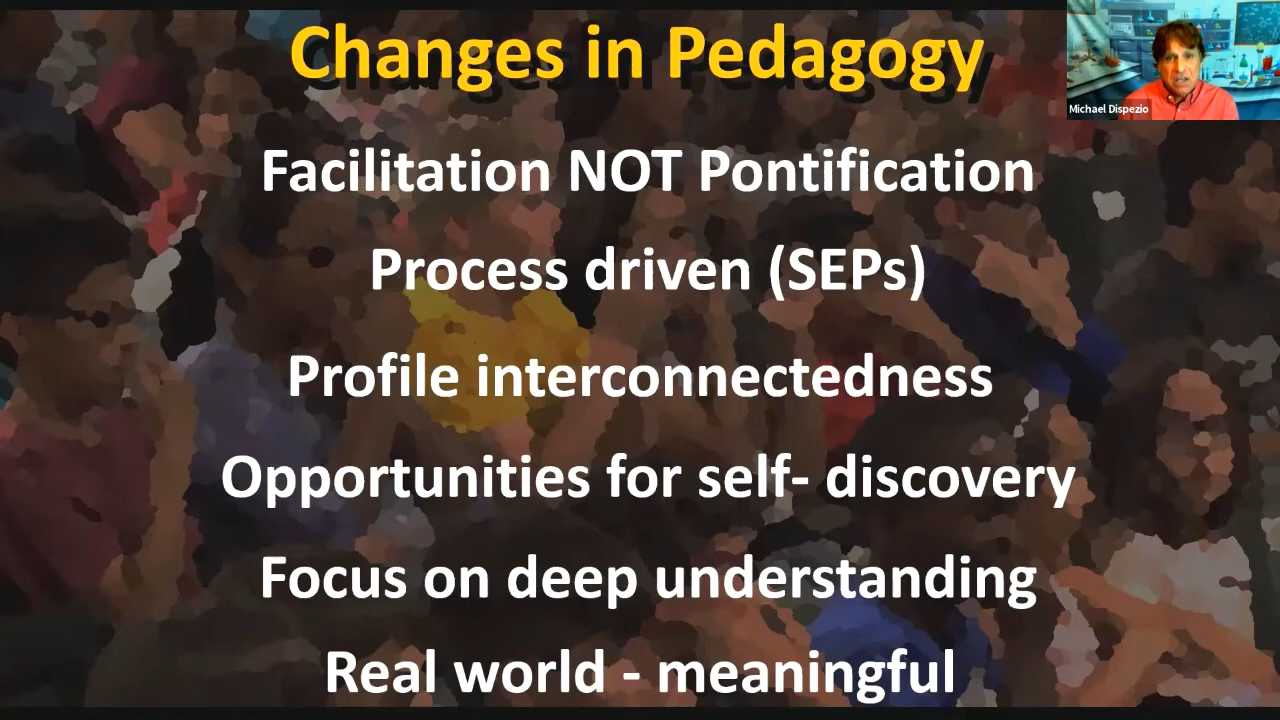 Changes in Pedagogy
Michael Dispezio
Facilitation NOT Pontification
Process driven (SEPs)
Profile interconnectedness
Opportunities for self- discovery
Focus on deep understanding
Real world - meaningful